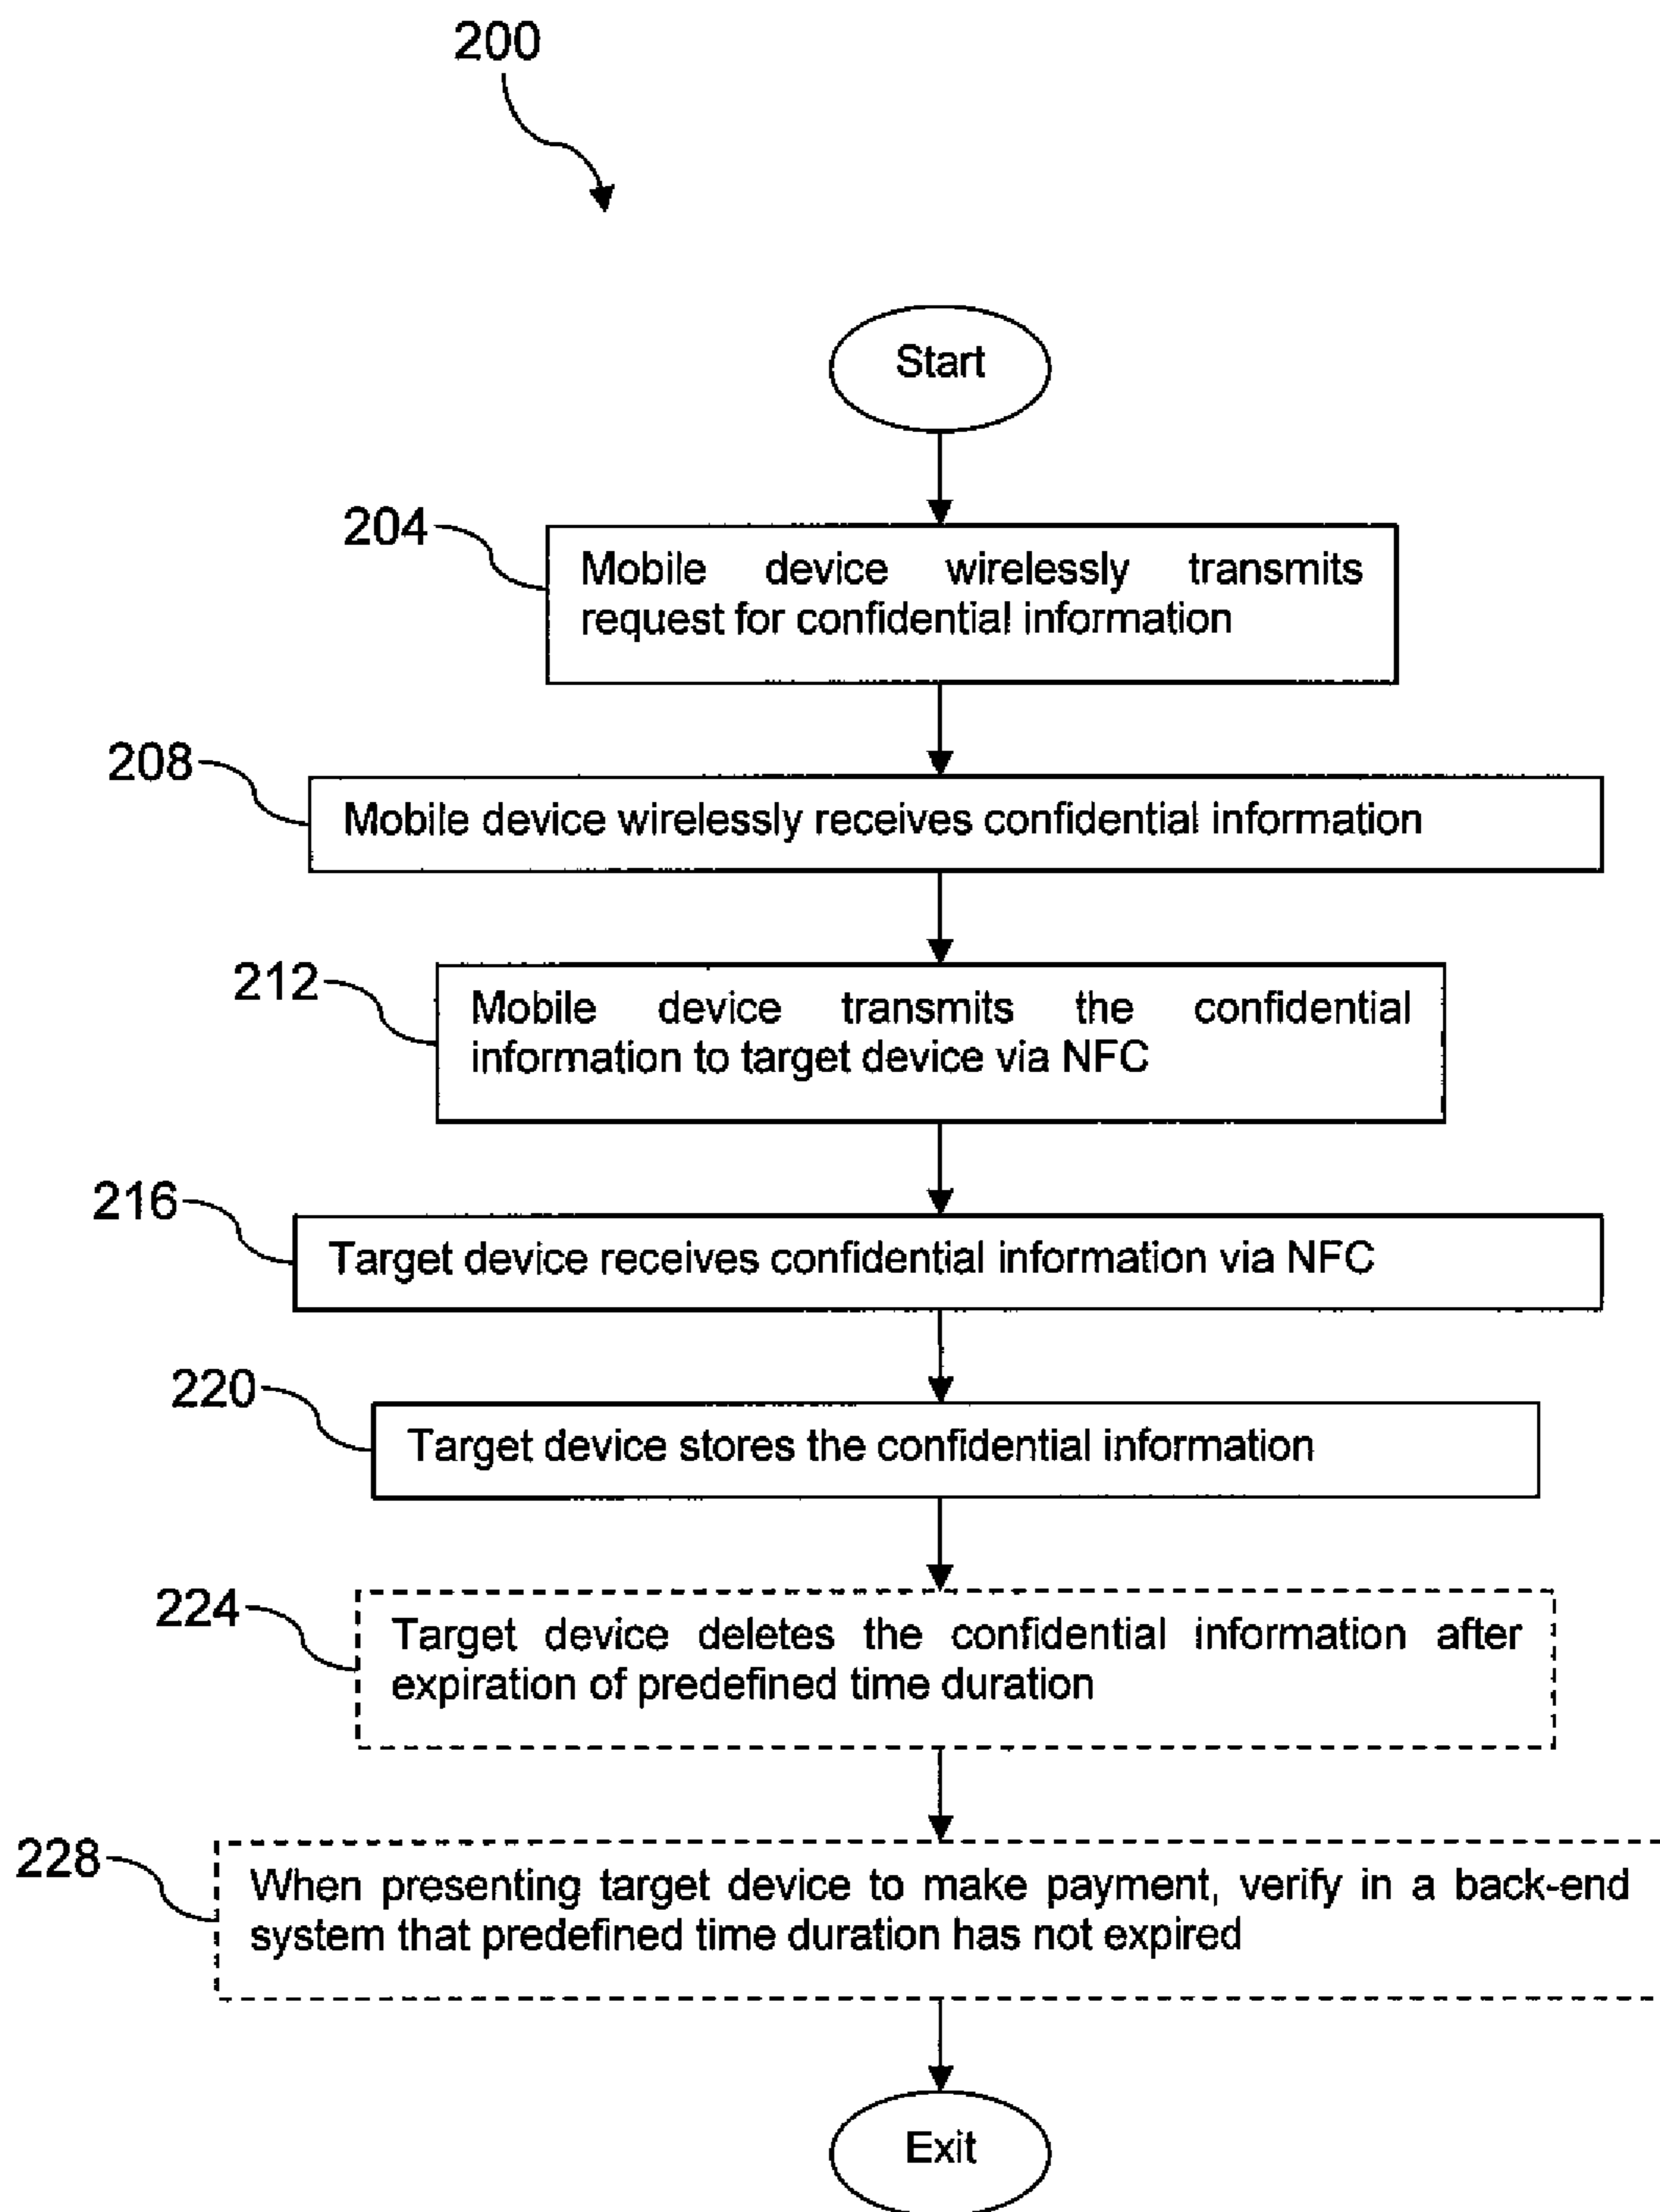 200
Start
204
Mobile device wirelessly transmits
request for confidential information
208
Mobile device wirelessly receives confidential information
212
Mobile device transmits the confidential
information to target device via NFC
216
Target device receives confidential information via NFC
220
Target device stores the confidential information
224
Target device deletes the confidential information after
expiration of predefined time duration
228
When presenting target device to make payment, verify in a back-end
system that predefined time duration has not expired
Exit